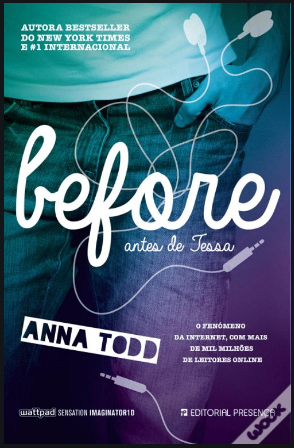 AUTORA BESTSELLER
DO NEW YORK TIMES
E #1 INTERNACIONAL
before
antes de Tessa
ANNA TODD
O FENÓMENO
DA INTERNET, COM MAIS
DE MIL MILHÕES
DE LEITORES ONLINE
wattpad SENSATION IMAGINATOR1D
EDITORIAL PRESENÇA
WOOK